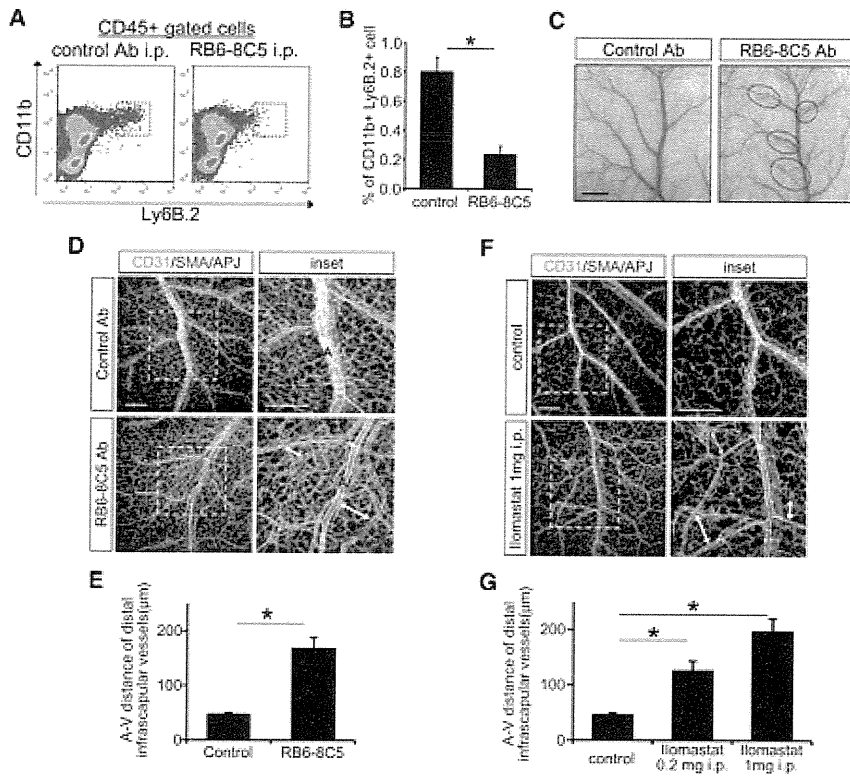 A
CD45+ gated cells
control Ab i.p.
RB6-8C5 i.p.
CD11b
Ly6B.2
B
% of CD11b+ Ly6B.2+ cell
1.0
0.8
0.6
0.4
0.2
0.0
*
control
RB6-8C5
C
Control Ab
RB6-8C5 Ab
D
CD31/SMA/APJ
inset
Control Ab
A
RB6-8C5 Ab
E
A-V distance of distal
infrascapular vessels(μm)
200
100
0
*
Control
RB6-8C5
F
CD31/SMA/APJ
inset
control
Ilomastat 1mg i.p.
G
A-V distance of distal
infrascapular vessels(μm)
200
100
0
*
*
control
Ilomastat
0.2 mg i.p.
Ilomastat
1mg i.p.